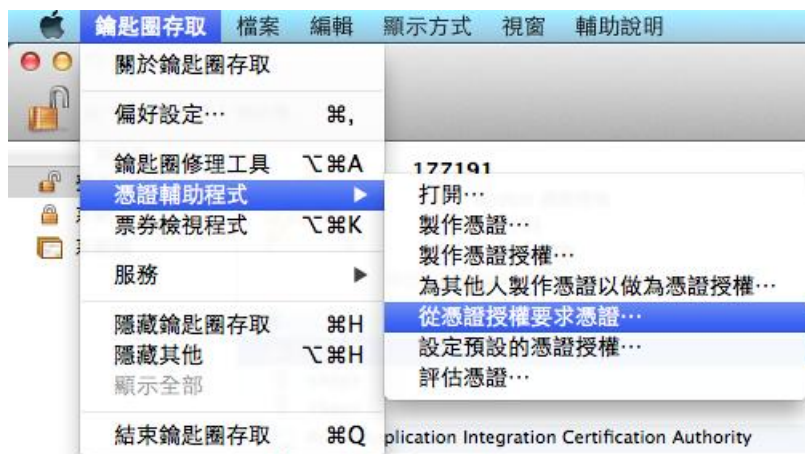 鑰匙圈存取 檔案 編輯 顯示方式 視窗 輔助說明
關於鑰匙圈存取
偏好設定… ⌘,
鑰匙圈修理工具 ⌥⌘A
177191
憑證輔助程式 ▶
打開…
票券檢視程式 ⌥⌘K
製作憑證…
製作憑證授權…
服務 ▶
為其他人製作憑證以做為憑證授權…
隱藏鑰匙圈存取 ⌘H
從憑證授權要求憑證…
隱藏其他 ⌥⌘H
設定預設的憑證授權…
顯示全部
評估憑證…
結束鑰匙圈存取 ⌘Q
plication Integration Certification Authority